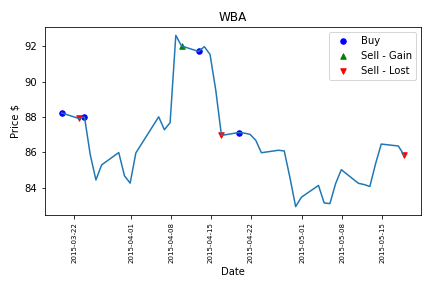 WBA
Buy
Sell - Gain
Sell - Lost
Price $
92
90
88
86
84
2015-03-22
2015-04-01
2015-04-08
2015-04-15
2015-04-22
2015-05-01
2015-05-08
2015-05-15
Date